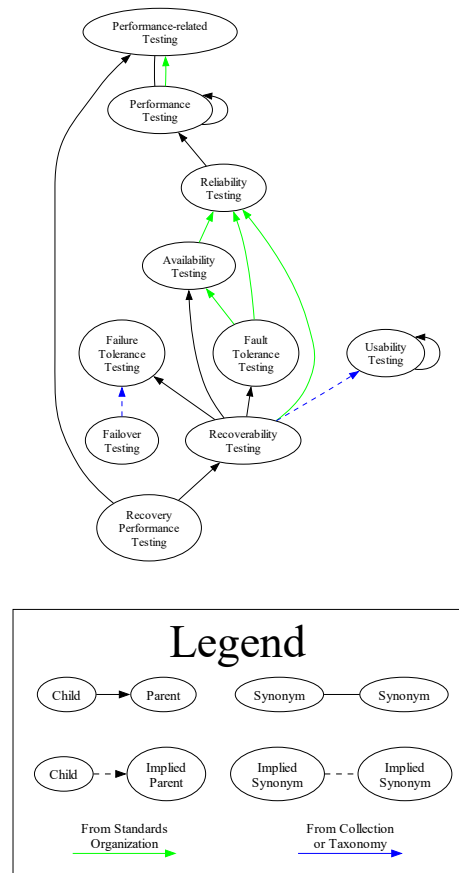 Performance-related
Testing
Performance
Testing
Reliability
Testing
Availability
Testing
Failure
Tolerance
Testing
Fault
Tolerance
Testing
Usability
Testing
Failover
Testing
Recoverability
Testing
Recovery
Performance
Testing
Legend
Child
Parent
Synonym
Synonym
Child
Implied
Parent
Implied
Synonym
Implied
Synonym
From Standards
Organization
From Collection
or Taxonomy